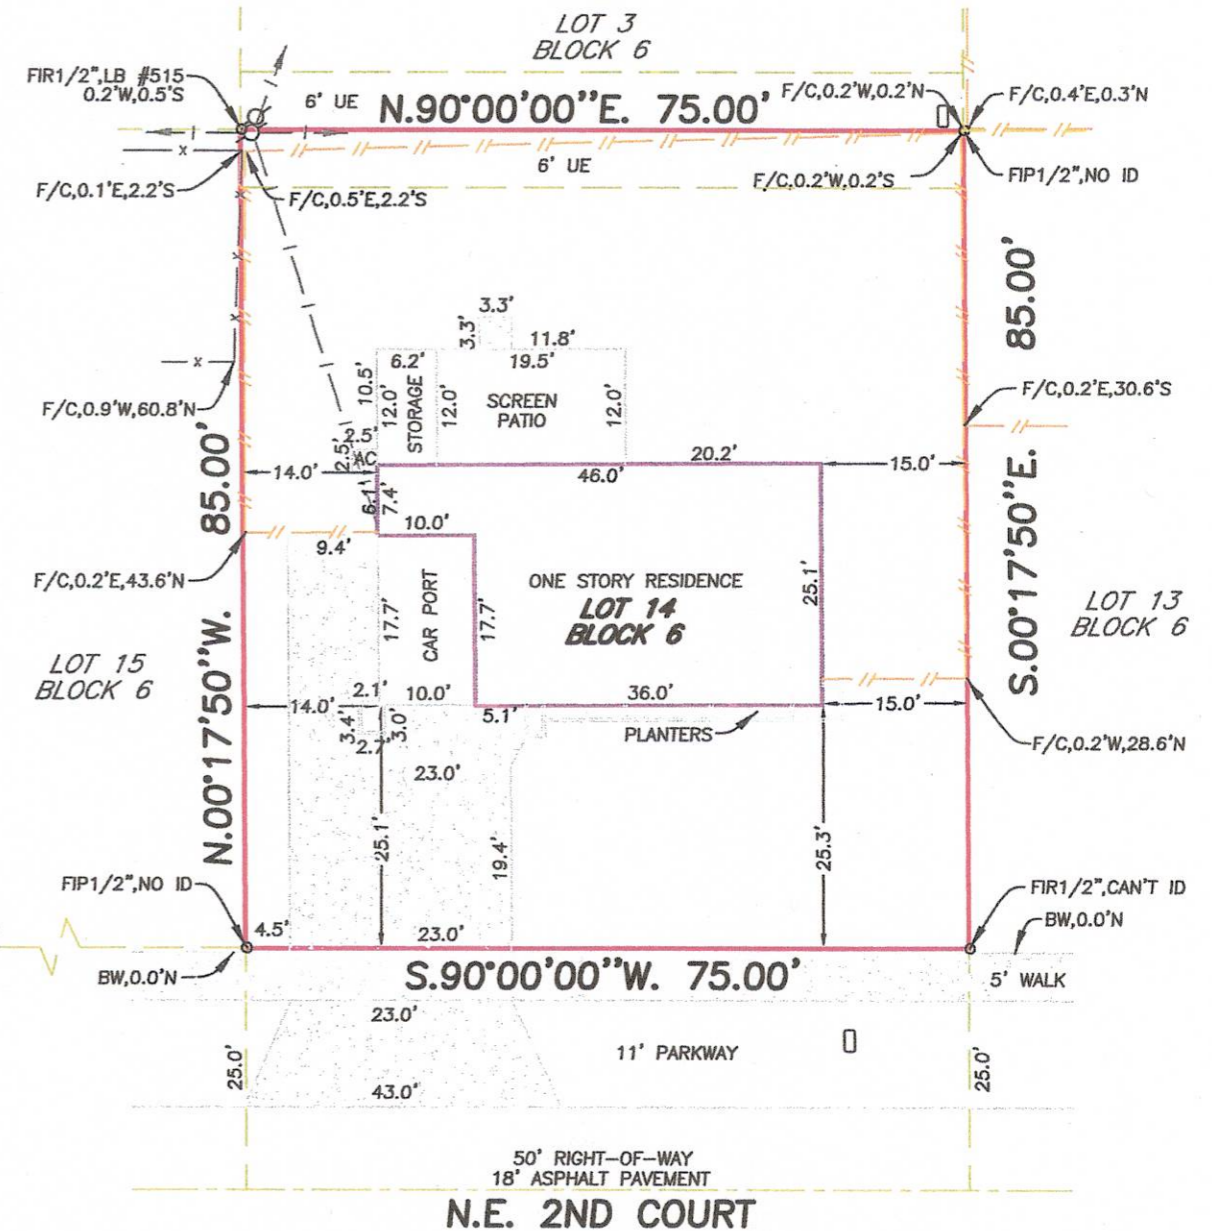 LOT 3
BLOCK 6
FIR1/2",LB #515
0.2'W,0.5'S
6' UE
N.90°00'00"E. 75.00'
F/C,0.2'W,0.2'N
F/C,0.4'E,0.3'N
6' UE
F/C,0.1'E,2.2'S
F/C,0.5'E,2.2'S
F/C,0.2'W,0.2'S
FIP1/2",NO ID
85.00'
3.3'
3.3'
11.8'
6.2'
19.5'
10.5'
12.0'
STORAGE
12.0'
SCREEN
PATIO
12.0'
F/C,0.2'E,30.6'S
F/C,0.9'W,60.8'N
85.00'
2.5'
2.5'
AC
14.0'
20.2'
46.0'
15.0'
6.1'
7.4'
10.0'
9.4'
F/C,0.2'E,43.6'N
ONE STORY RESIDENCE
LOT 14
BLOCK 6
25.1'
17.7'
CAR PORT
17.7'
S.00°17'50"E.
LOT 13
BLOCK 6
LOT 15
BLOCK 6
N.00°17'50"W.
14.0'
2.1'
10.0'
36.0'
15.0'
3.4'
3.0'
2.7'
5.1'
PLANTERS
F/C,0.2'W,28.6'N
23.0'
25.1'
19.4'
25.3'
FIP1/2",NO ID
FIR1/2",CAN'T ID
BW,0.0'N
4.5'
23.0'
BW,0.0'N
S.90°00'00"W. 75.00'
5' WALK
23.0'
11' PARKWAY
25.0'
25.0'
43.0'
50' RIGHT-OF-WAY
18' ASPHALT PAVEMENT
N.E. 2ND COURT